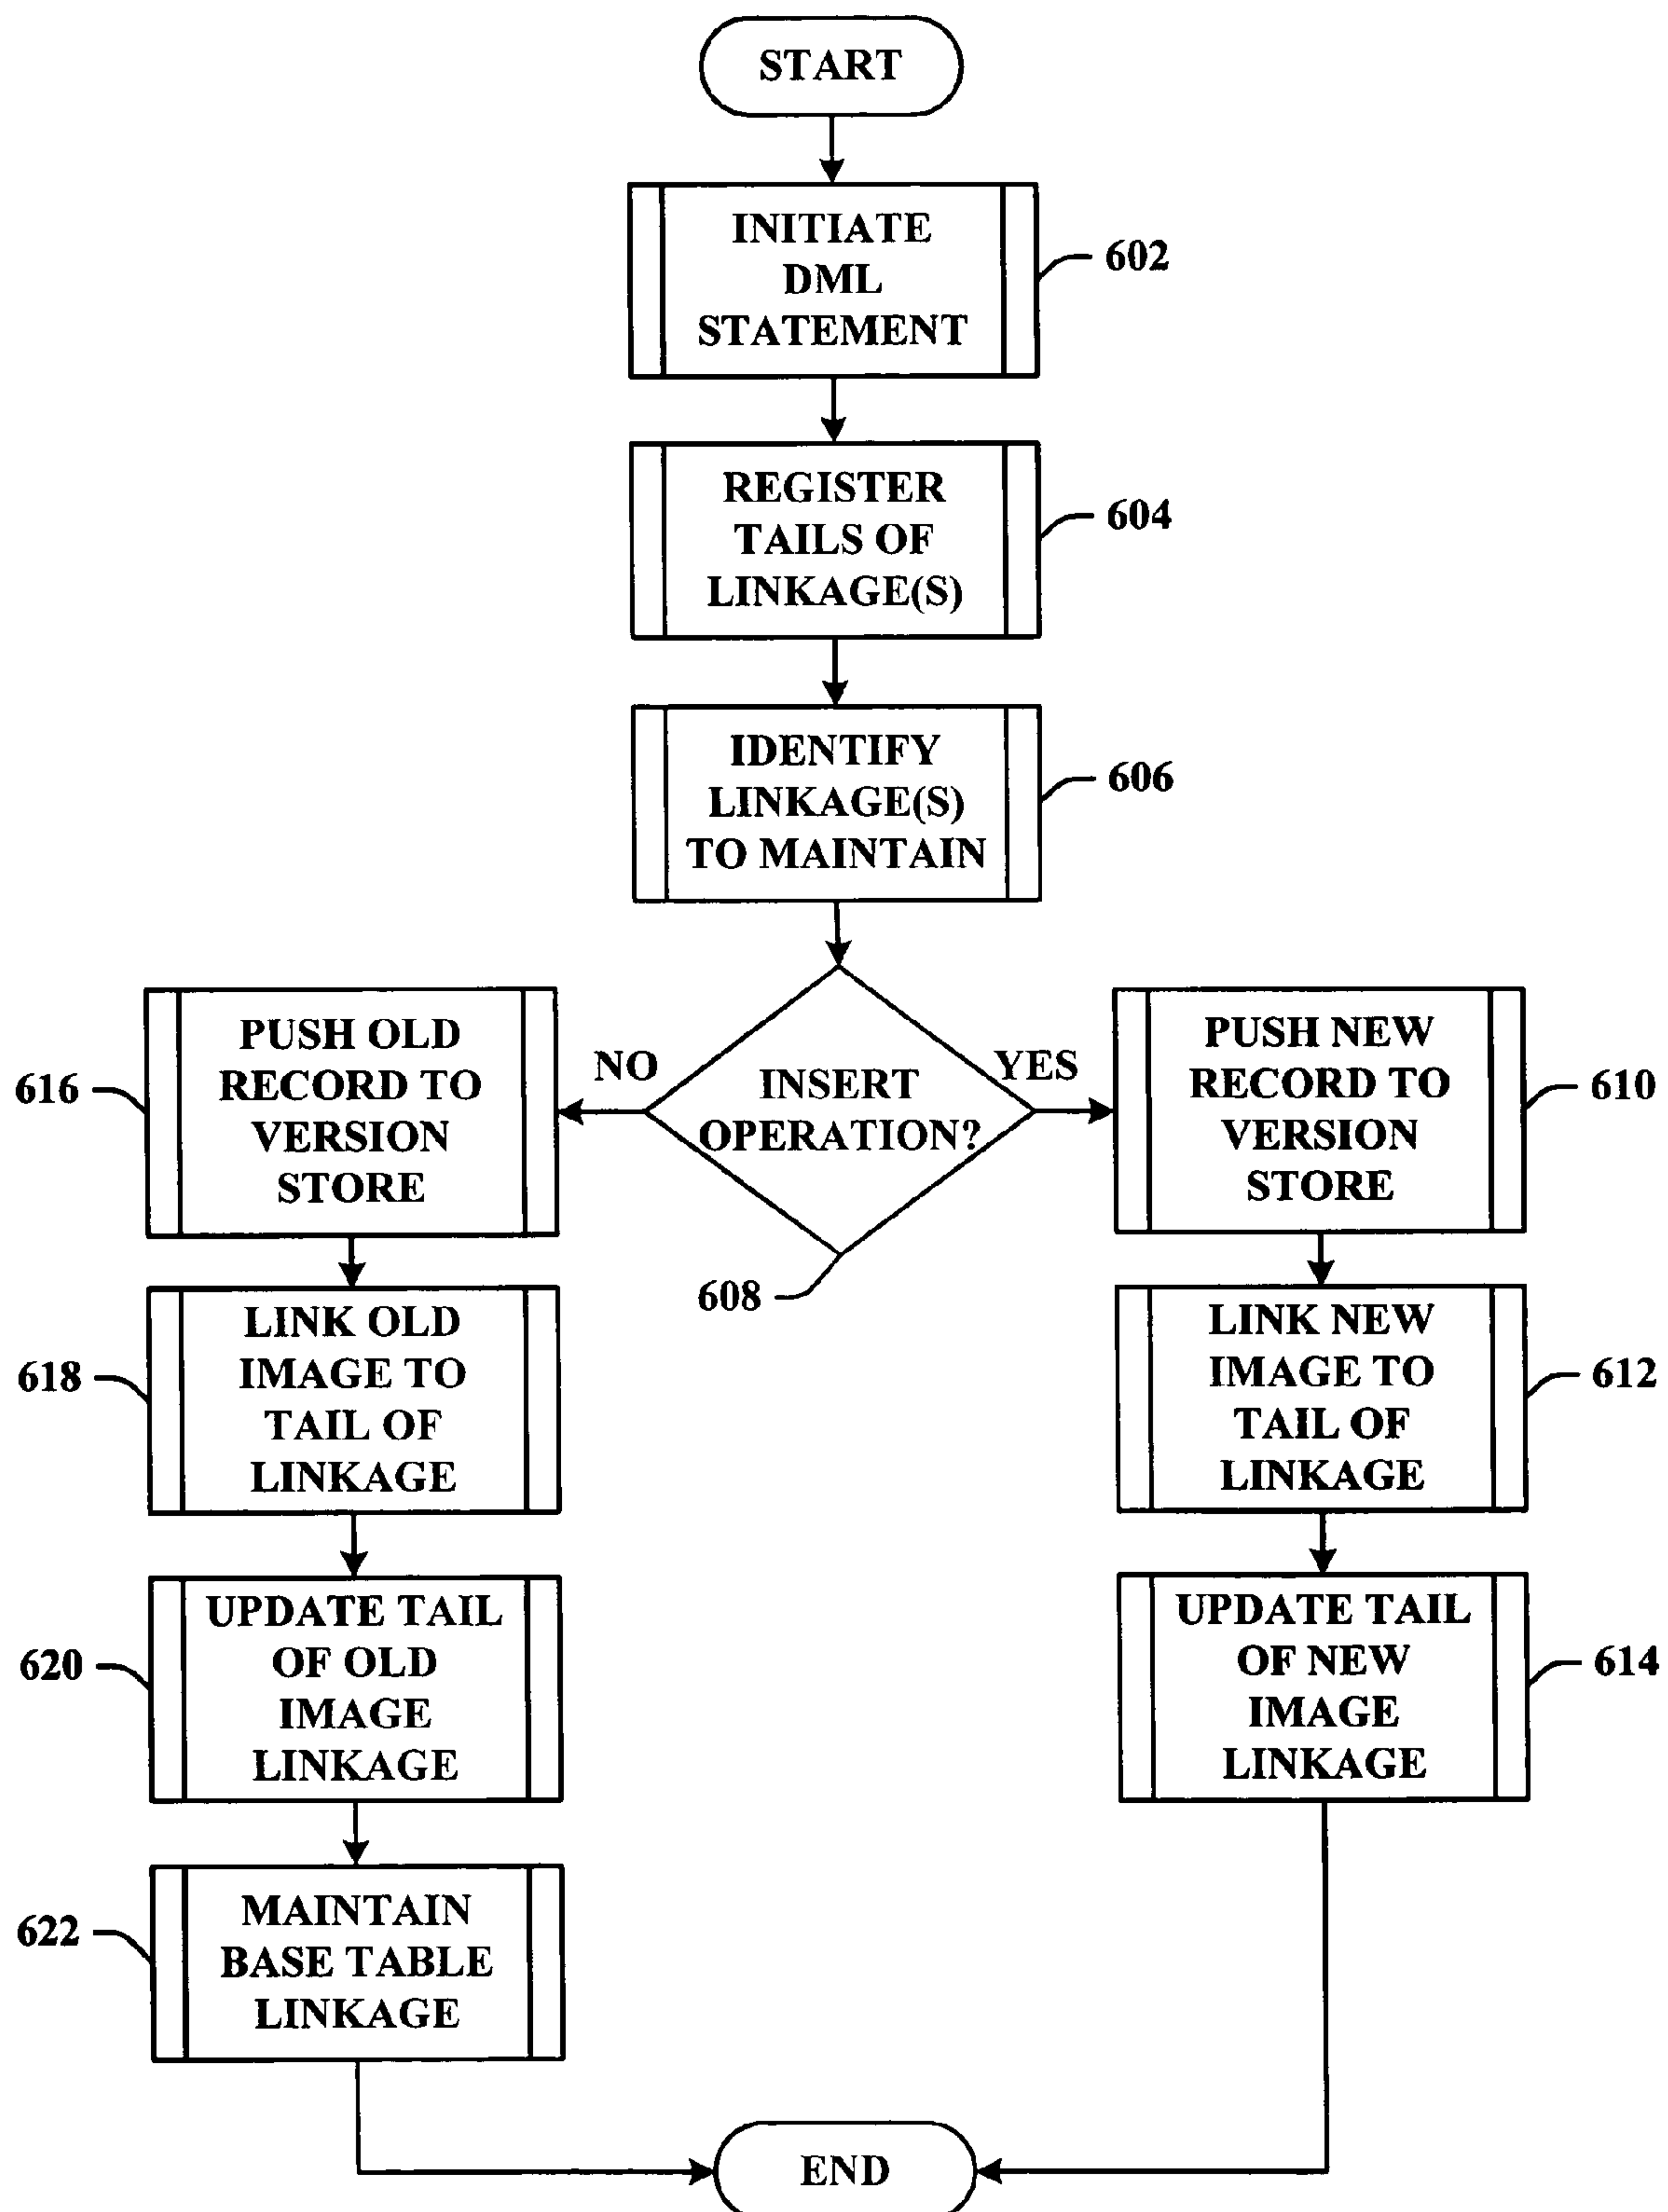 START
INITIATE
DML
STATEMENT
602
REGISTER
TAILS OF
LINKAGE(S)
604
IDENTIFY
LINKAGE(S)
TO MAINTAIN
606
INSERT
OPERATION?
608
NO
YES
PUSH OLD
RECORD TO
VERSION
STORE
616
LINK OLD
IMAGE TO
TAIL OF
LINKAGE
618
UPDATE TAIL
OF OLD
IMAGE
LINKAGE
620
MAINTAIN
BASE TABLE
LINKAGE
622
PUSH NEW
RECORD TO
VERSION
STORE
610
LINK NEW
IMAGE TO
TAIL OF
LINKAGE
612
UPDATE TAIL
OF NEW
IMAGE
LINKAGE
614
END